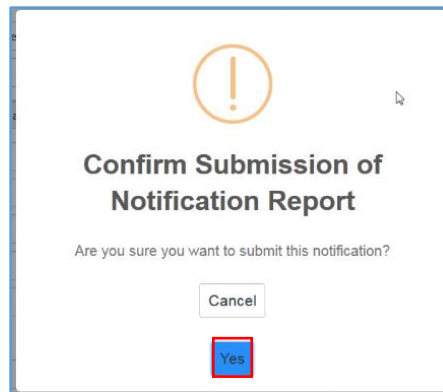 Confirm Submission of
Notification Report
Are you sure you want to submit this notification?
Cancel
Yes